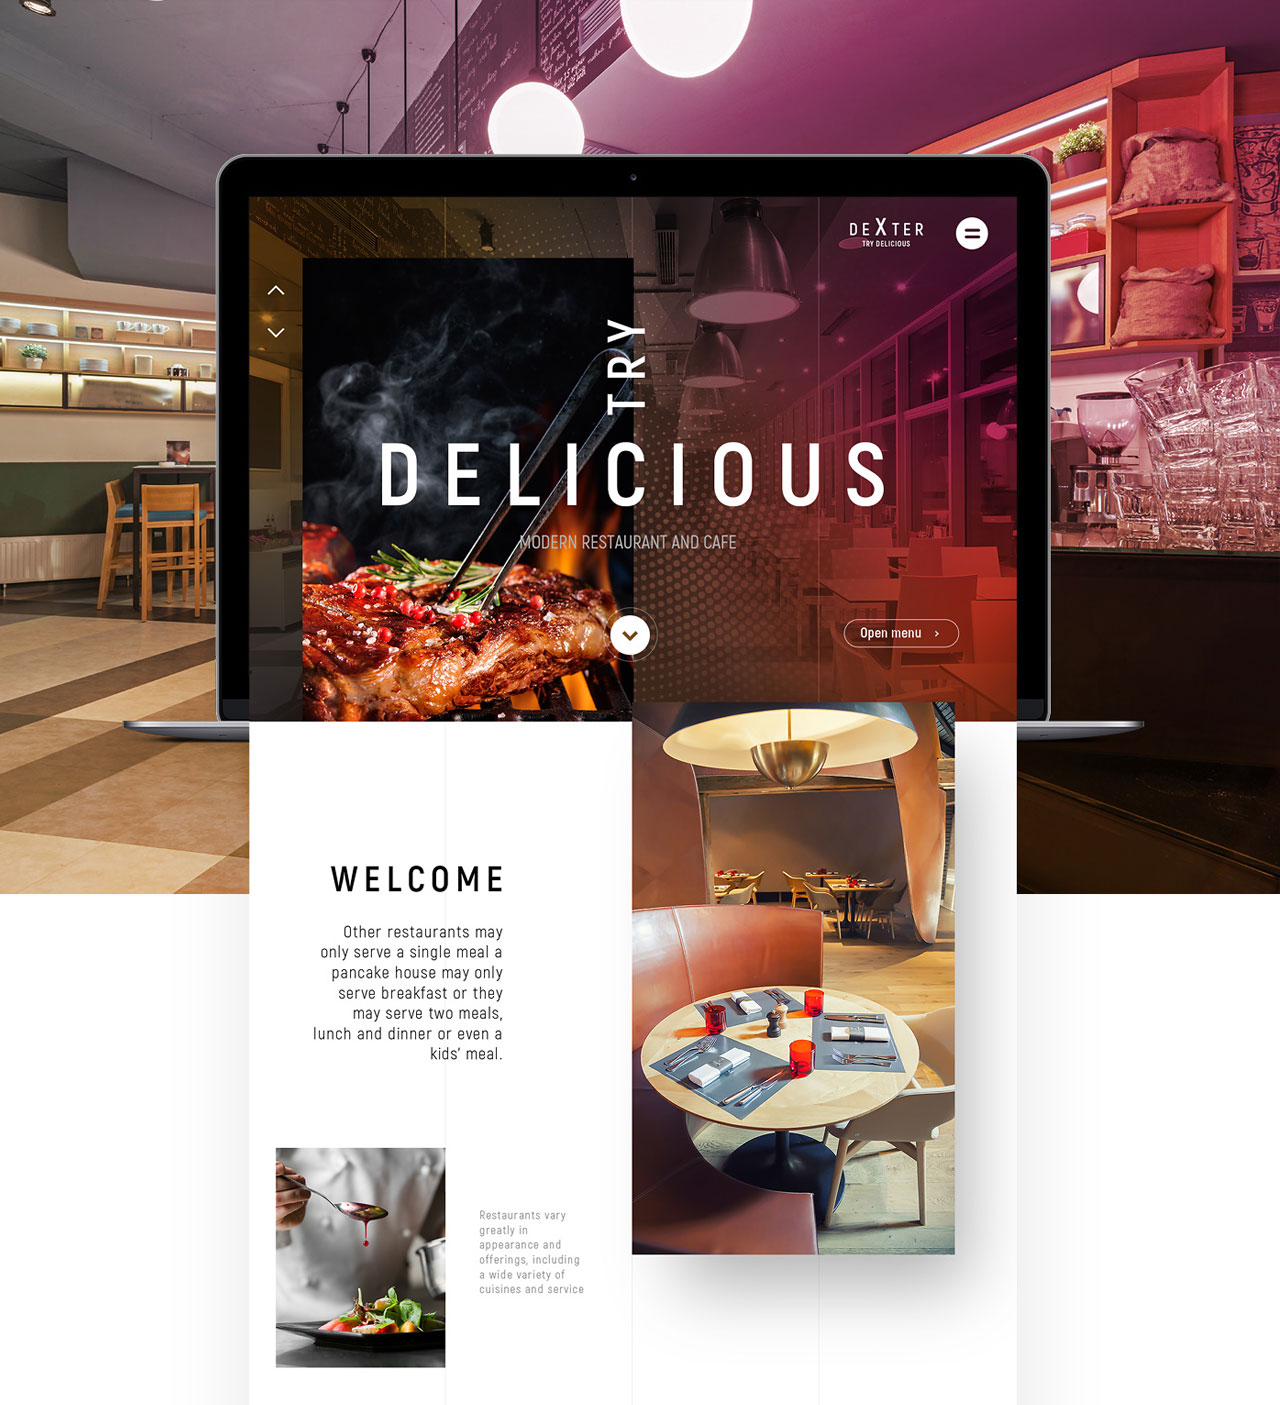 DEXTER
TRY DELICIOUS
TRY
DELICIOUS
MODERN RESTAURANT AND CAFE
Open menu
WELCOME
Other restaurants may
only serve a single meal a
pancake house may only
serve breakfast or they
may serve two meals,
lunch and dinner or even a
kids' meal.
Restaurants vary
greatly in
appearance and
offerings, including
a wide variety of
cuisines and service